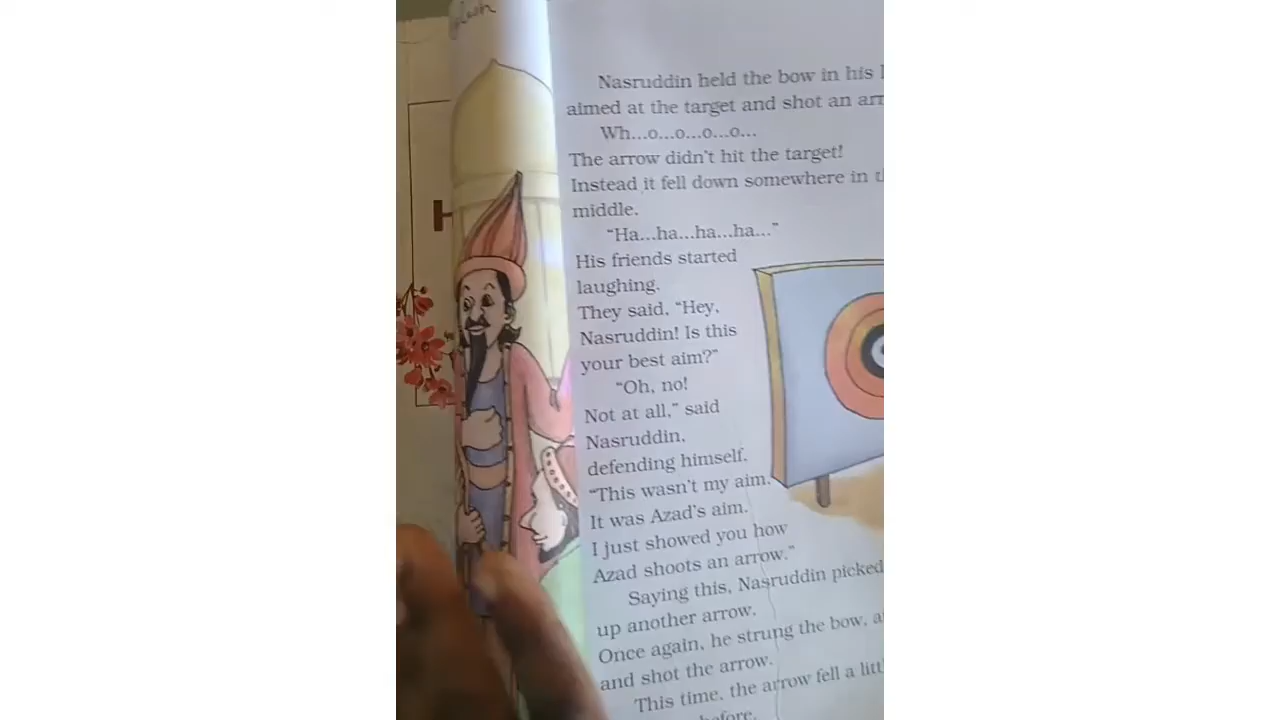 Nasruddin held the bow in his
aimed at the target and shot an
Wh...o...o...o...o...
The arrow didn't hit the target!
Instead it fell down somewhere in
middle.
"Ha...ha...ha...ha..."
His friends started
laughing.
They said, "Hey,
Nasruddin! Is this
your best aim?"
"Oh, no!
Not at all," said
Nasruddin,
defending himself.
"This wasn't my aim.
It was Azad's aim.
I just showed you how
Azad shoots an arrow."
Saying this, Nasruddin picked
up another arrow.
Once again, he strung the bow,
and shot the arrow.
This time, the arrow fell a
before.